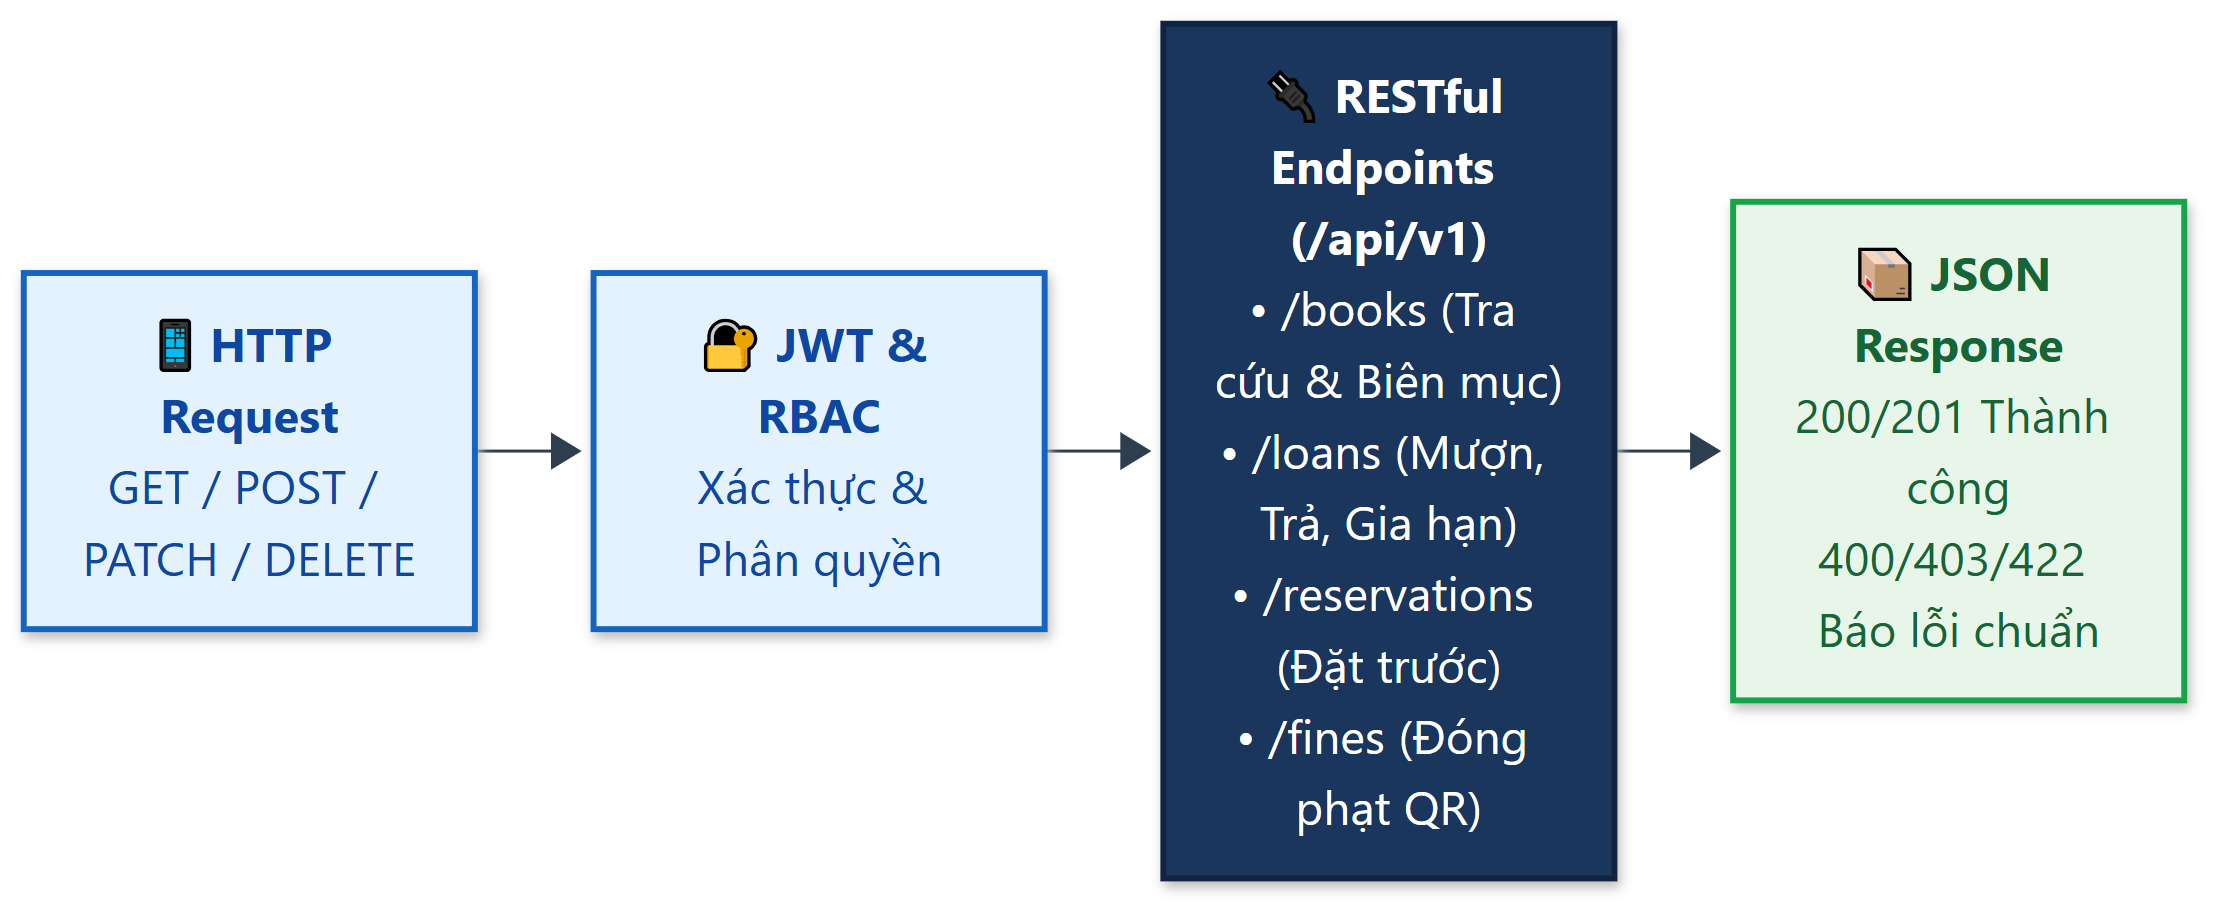 HTTP
Request
GET / POST /
PATCH / DELETE
JWT &
RBAC
Xác thực &
Phân quyền
RESTful
Endpoints
(/api/v1)
• /books (Tra
cứu & Biên mục)
• /loans (Mượn,
Trả, Gia hạn)
• /reservations
(Đặt trước)
• /fines (Đóng
phạt QR)
JSON
Response
200/201 Thành
công
400/403/422
Báo lỗi chuẩn